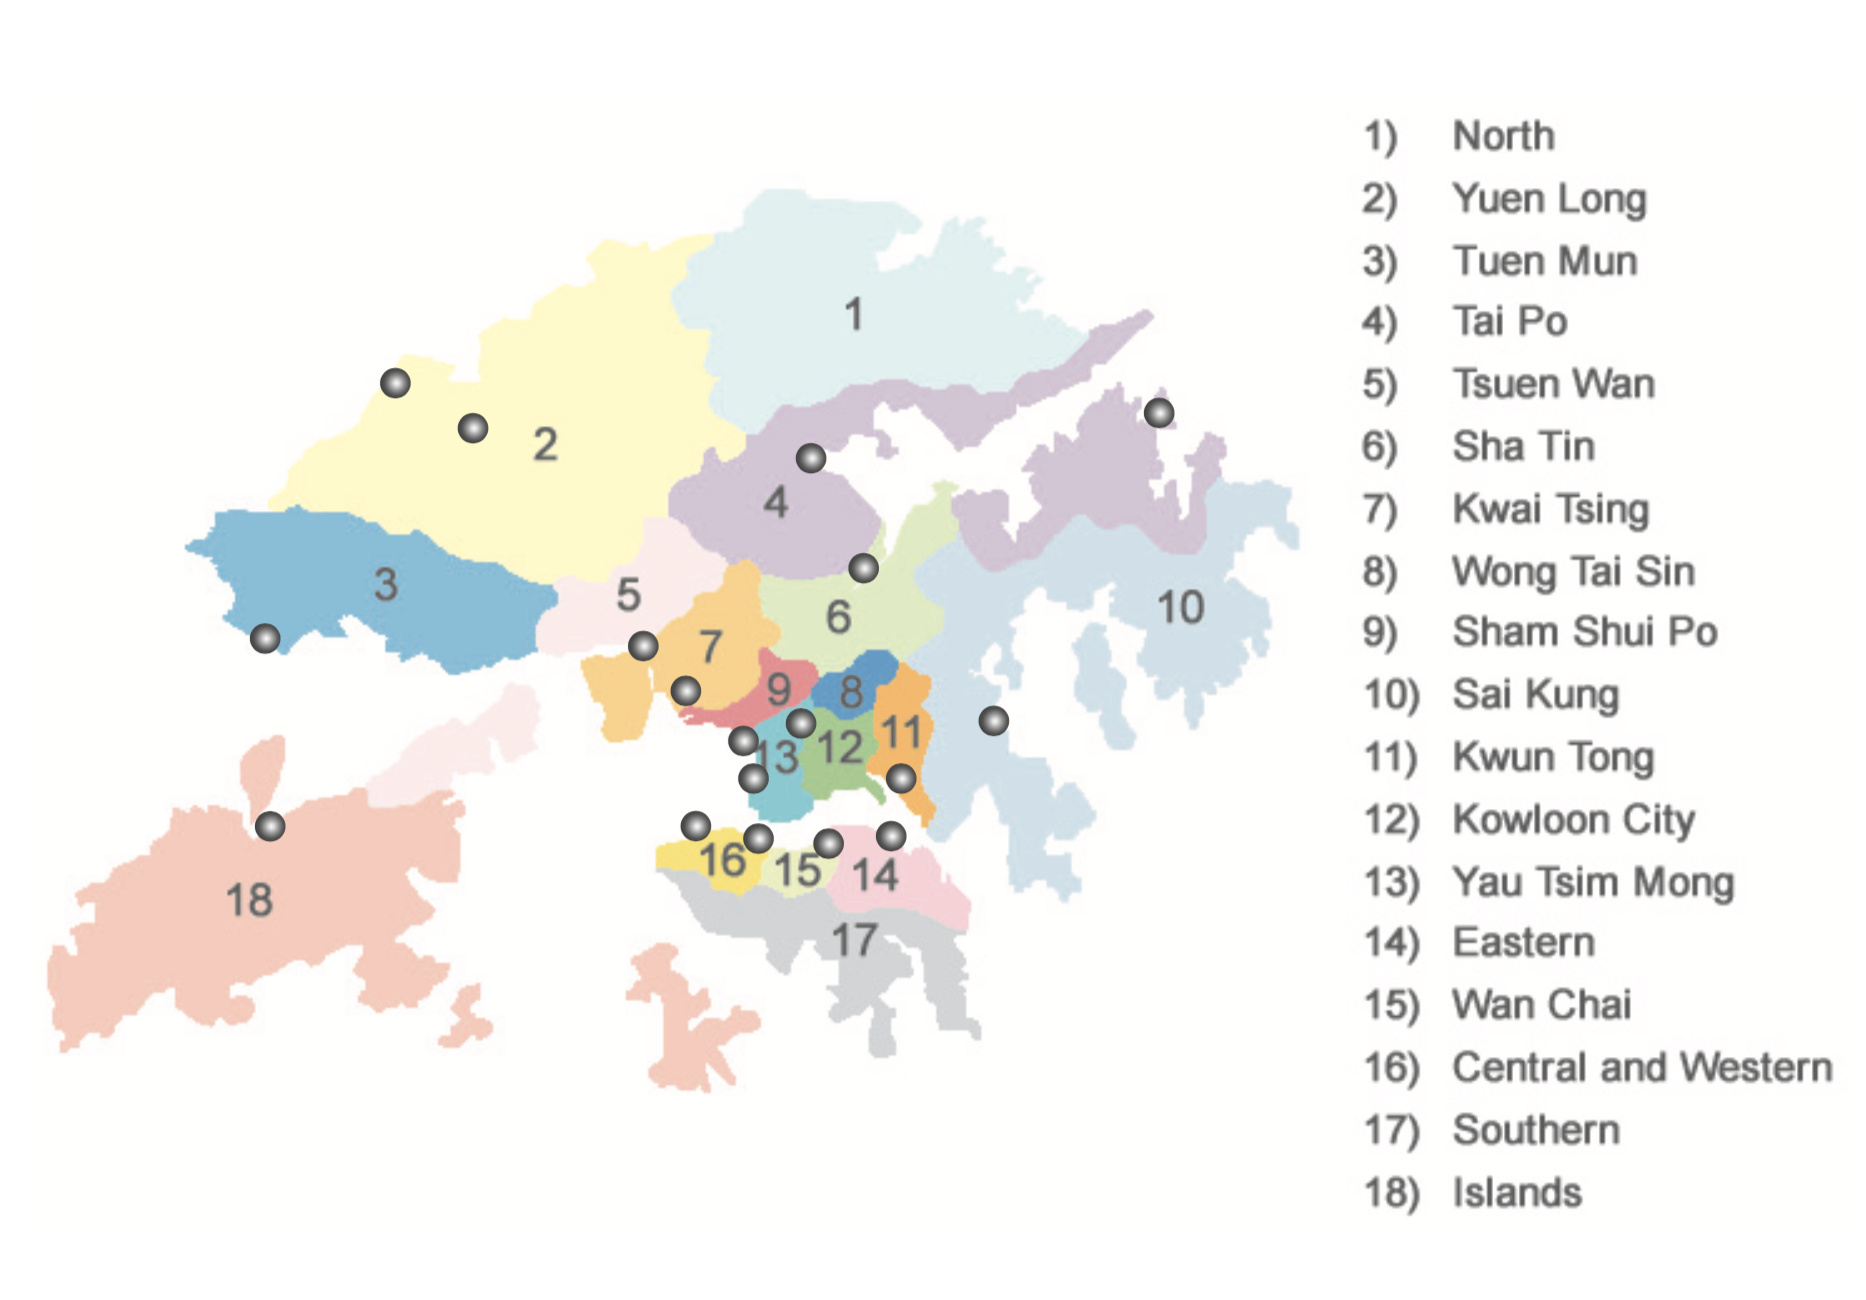 1) North
2) Yuen Long
3) Tuen Mun
4) Tai Po
5) Tsuen Wan
6) Sha Tin
7) Kwai Tsing
8) Wong Tai Sin
9) Sham Shui Po
10) Sai Kung
11) Kwun Tong
12) Kowloon City
13) Yau Tsim Mong
14) Eastern
15) Wan Chai
16) Central and Western
17) Southern
18) Islands
1
2
4
3
5
10
6
7
9
8
11
12
13
16
15
14
18
17